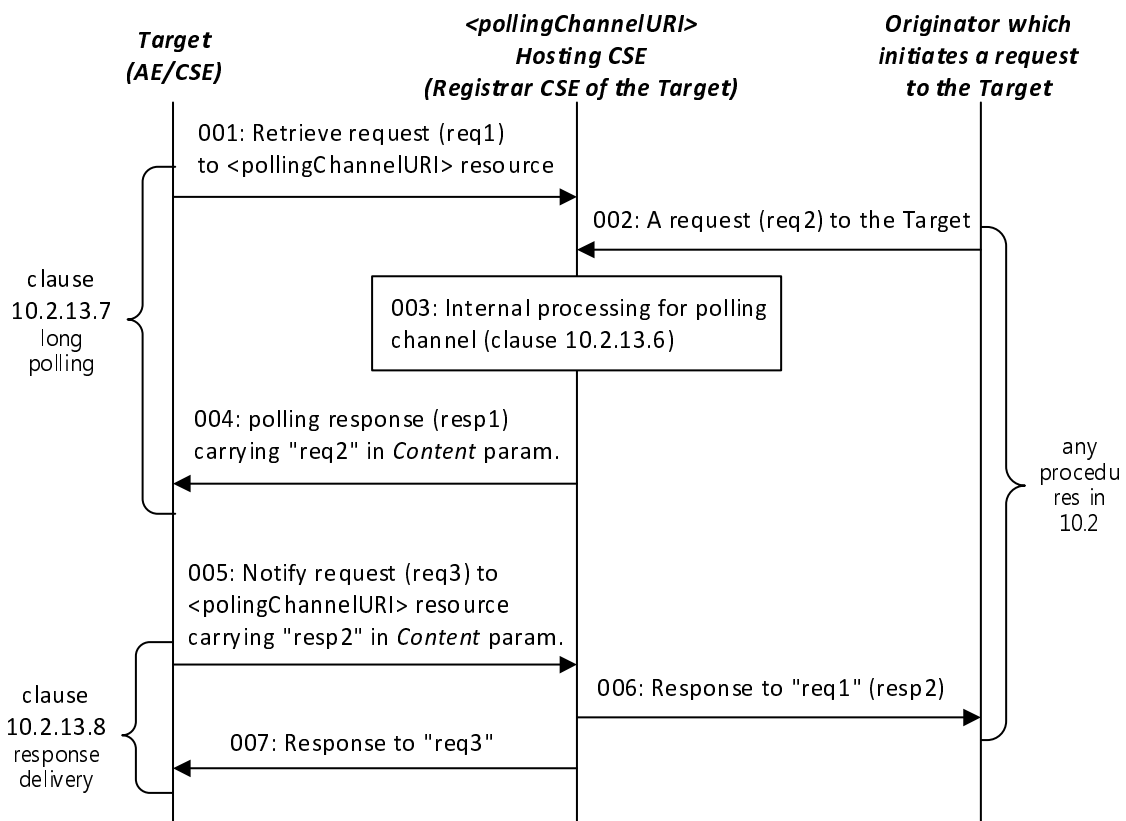 Target
(AE/CSE)
<pollingChannelURI>
Hosting CSE
(Registrar CSE of the Target)
Originator which
initiates a request
to the Target
001: Retrieve request (req1)
to <pollingChannelURI> resource
002: A request (req2) to the Target
clause
10.2.13.7
long
polling
003: Internal processing for polling
channel (clause 10.2.13.6)
004: polling response (resp1)
carrying "req2" in Content param.
any
procedu
res in
10.2
005: Notify request (req3) to
<polingChannelURI> resource
carrying "resp2" in Content param.
006: Response to "req1" (resp2)
clause
10.2.13.8
response
delivery
007: Response to "req3"